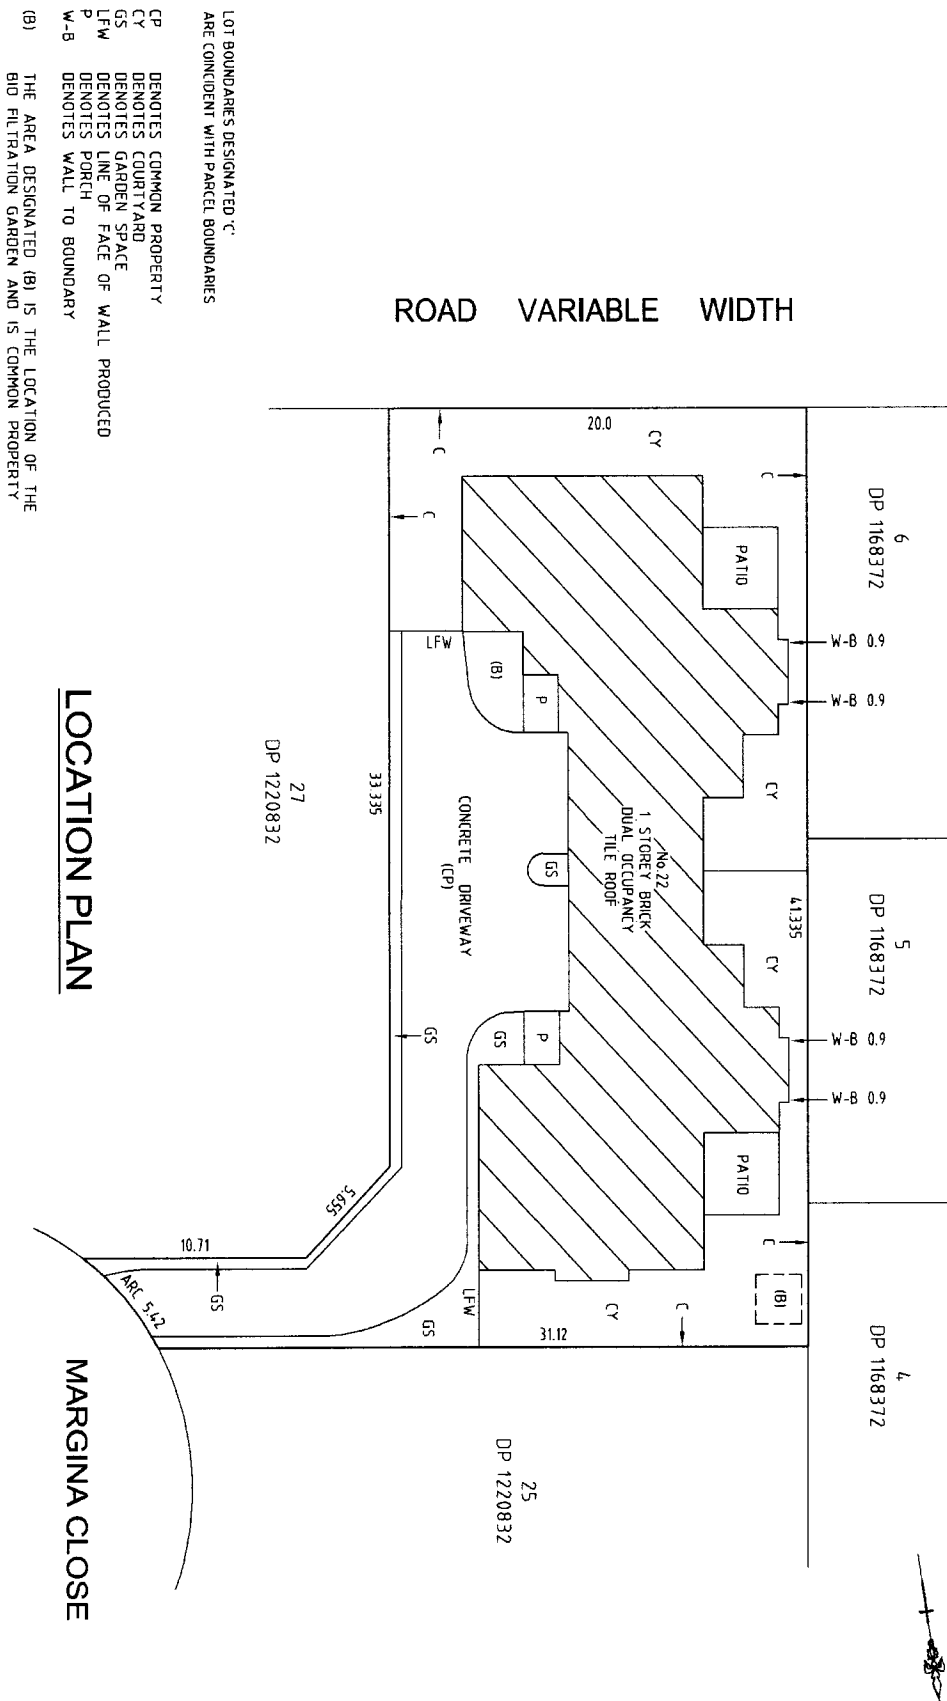 LOT BOUNDARIES DESIGNATED 'C'
ARE COINCIDENT WITH PARCEL BOUNDARIES
CP DENOTES COMMON PROPERTY
CY DENOTES COURTYARD
GS DENOTES GARDEN SPACE
LFW DENOTES LINE OF FACE OF WALL PRODUCED
P DENOTES PORCH
W-B DENOTES WALL TO BOUNDARY
(B) THE AREA DESIGNATED (B) IS THE LOCATION OF THE
BIO FILTRATION GARDEN AND IS COMMON PROPERTY
ROAD VARIABLE WIDTH
6
DP 1168372
5
DP 1168372
4
DP 1168372
W-B 0.9
W-B 0.9
W-B 0.9
W-B 0.9
20.0
CY
C
C
C
PATIO
LFW
(B)
P
CY
41.335
No.22
1 STOREY BRICK
DUAL OCCUPANCY
TILE ROOF
GS
CONCRETE DRIVEWAY
(CP)
33.335
27
DP 1220832
CY
P
GS
GS
PATIO
C
(B)
5.655
10.71
GS
ARC 5.42
LFW
GS
CY
C
31.12
25
DP 1220832
LOCATION PLAN
MARGINA CLOSE